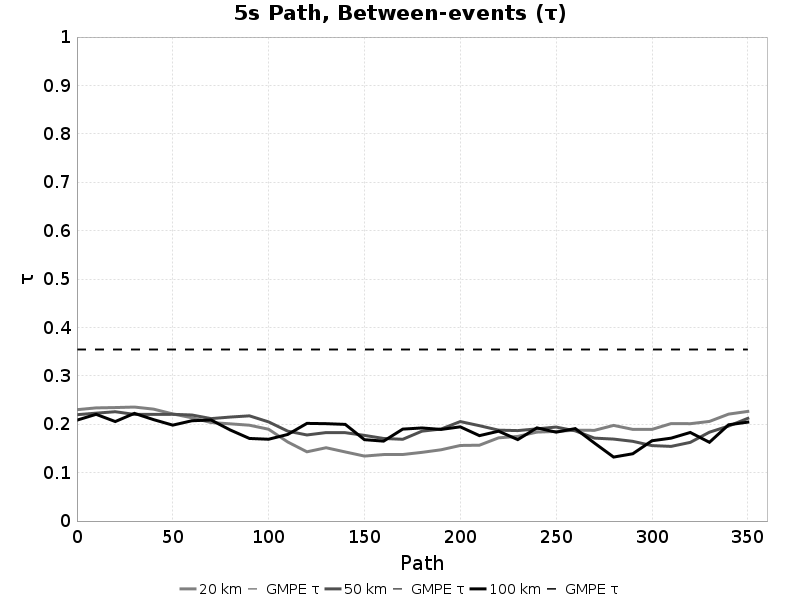 5s Path, Between-events (τ)
1
0.9
0.8
0.7
0.6
0.5
0.4
0.3
0.2
0.1
0
τ
0 50 100 150 200 250 300 350
Path
20 km GMPE τ 50 km GMPE τ 100 km GMPE τ